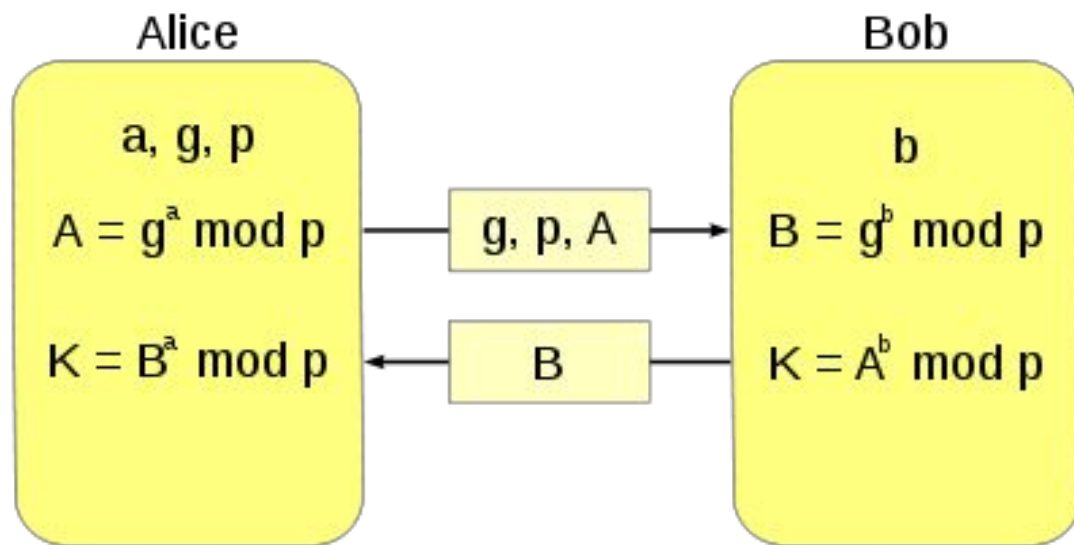 Alice
Bob
a, g, p
A = gᵃ mod p
K = Bᵃ mod p
g, p, A
B
b
B = gᵇ mod p
K = Aᵇ mod p